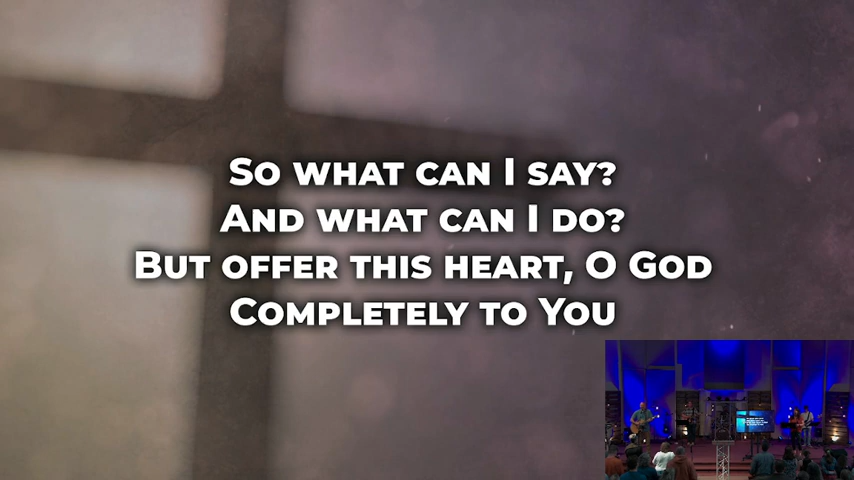 So what can I say?
And what can I do?
But offer this heart, O God
Completely to You